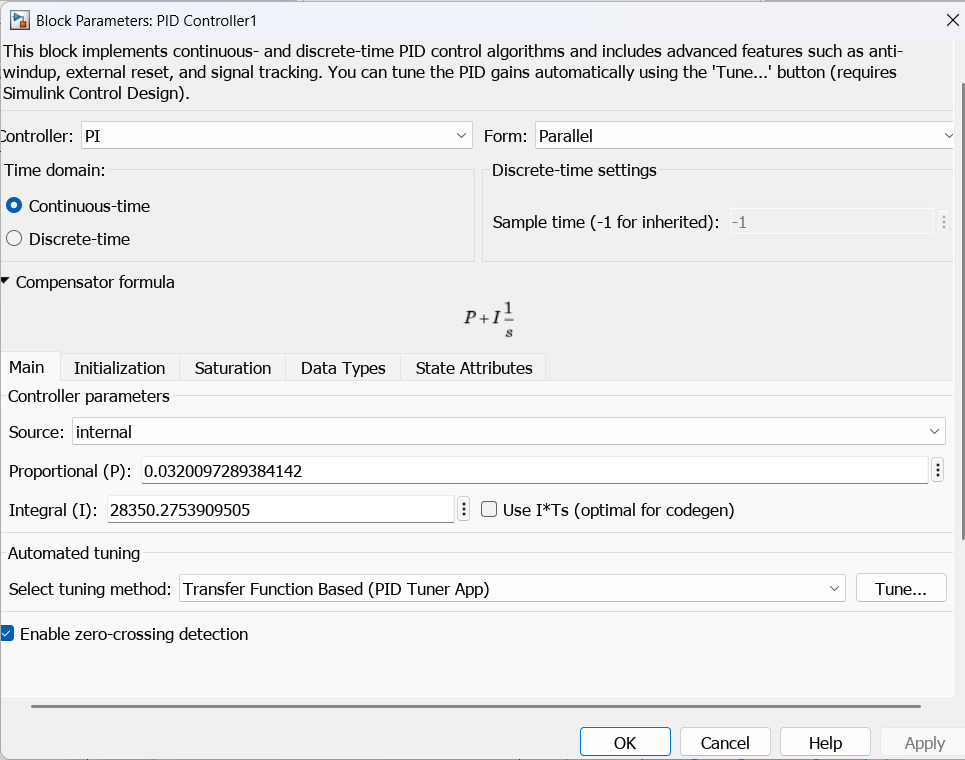 Block Parameters: PID Controller1
This block implements continuous- and discrete-time PID control algorithms and includes advanced features such as anti-
windup, external reset, and signal tracking. You can tune the PID gains automatically using the 'Tune...' button (requires
Simulink Control Design).
Controller: PI Form: Parallel
Time domain: Discrete-time settings
Continuous-time
Sample time (-1 for inherited): -1
Discrete-time
Compensator formula
P + I 1/s
Main Initialization Saturation Data Types State Attributes
Controller parameters
Source: internal
Proportional (P): 0.0320097289384142
Integral (I): 28350.2753909505 Use I*Ts (optimal for codegen)
Automated tuning
Select tuning method: Transfer Function Based (PID Tuner App) Tune...
Enable zero-crossing detection
OK Cancel Help Apply